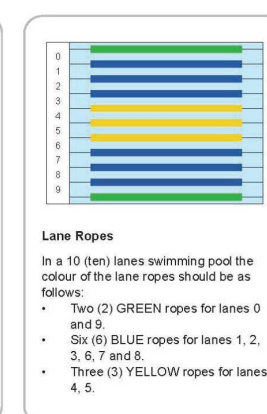 0
1
2
3
4
5
6
7
8
9
Lane Ropes
In a 10 (ten) lanes swimming pool the
colour of the lane ropes should be as
follows:
• Two (2) GREEN ropes for lanes 0
and 9.
• Six (6) BLUE ropes for lanes 1, 2,
3, 6, 7 and 8.
• Three (3) YELLOW ropes for lanes
4, 5.